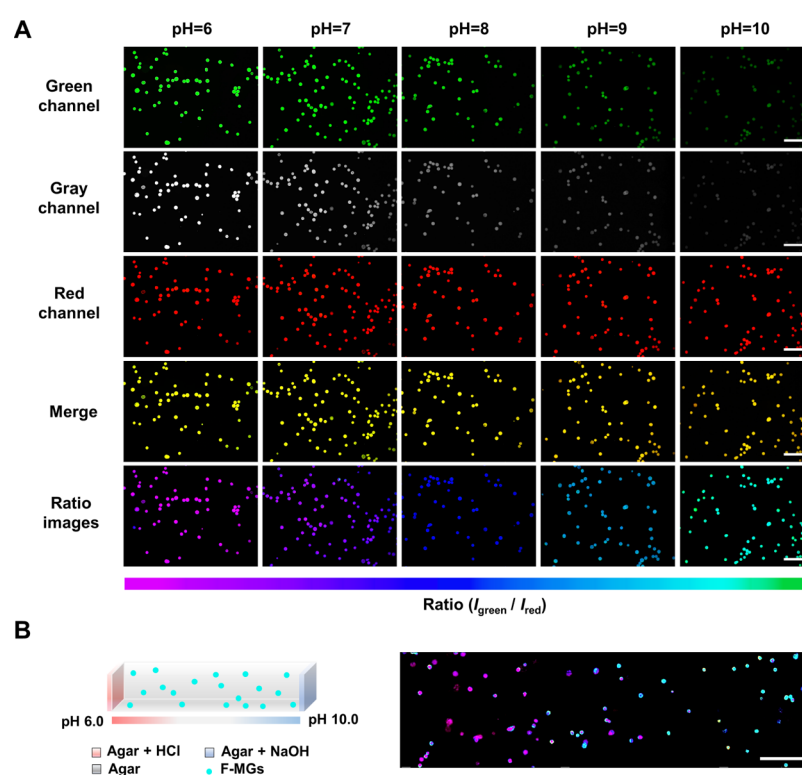 A
pH=6 pH=7 pH=8 pH=9 pH=10
Green
channel
Gray
channel
Red
channel
Merge
Ratio
images
Ratio (Igreen / Ired)
B
pH 6.0 pH 10.0
Agar + HCl Agar + NaOH
Agar F-MGs